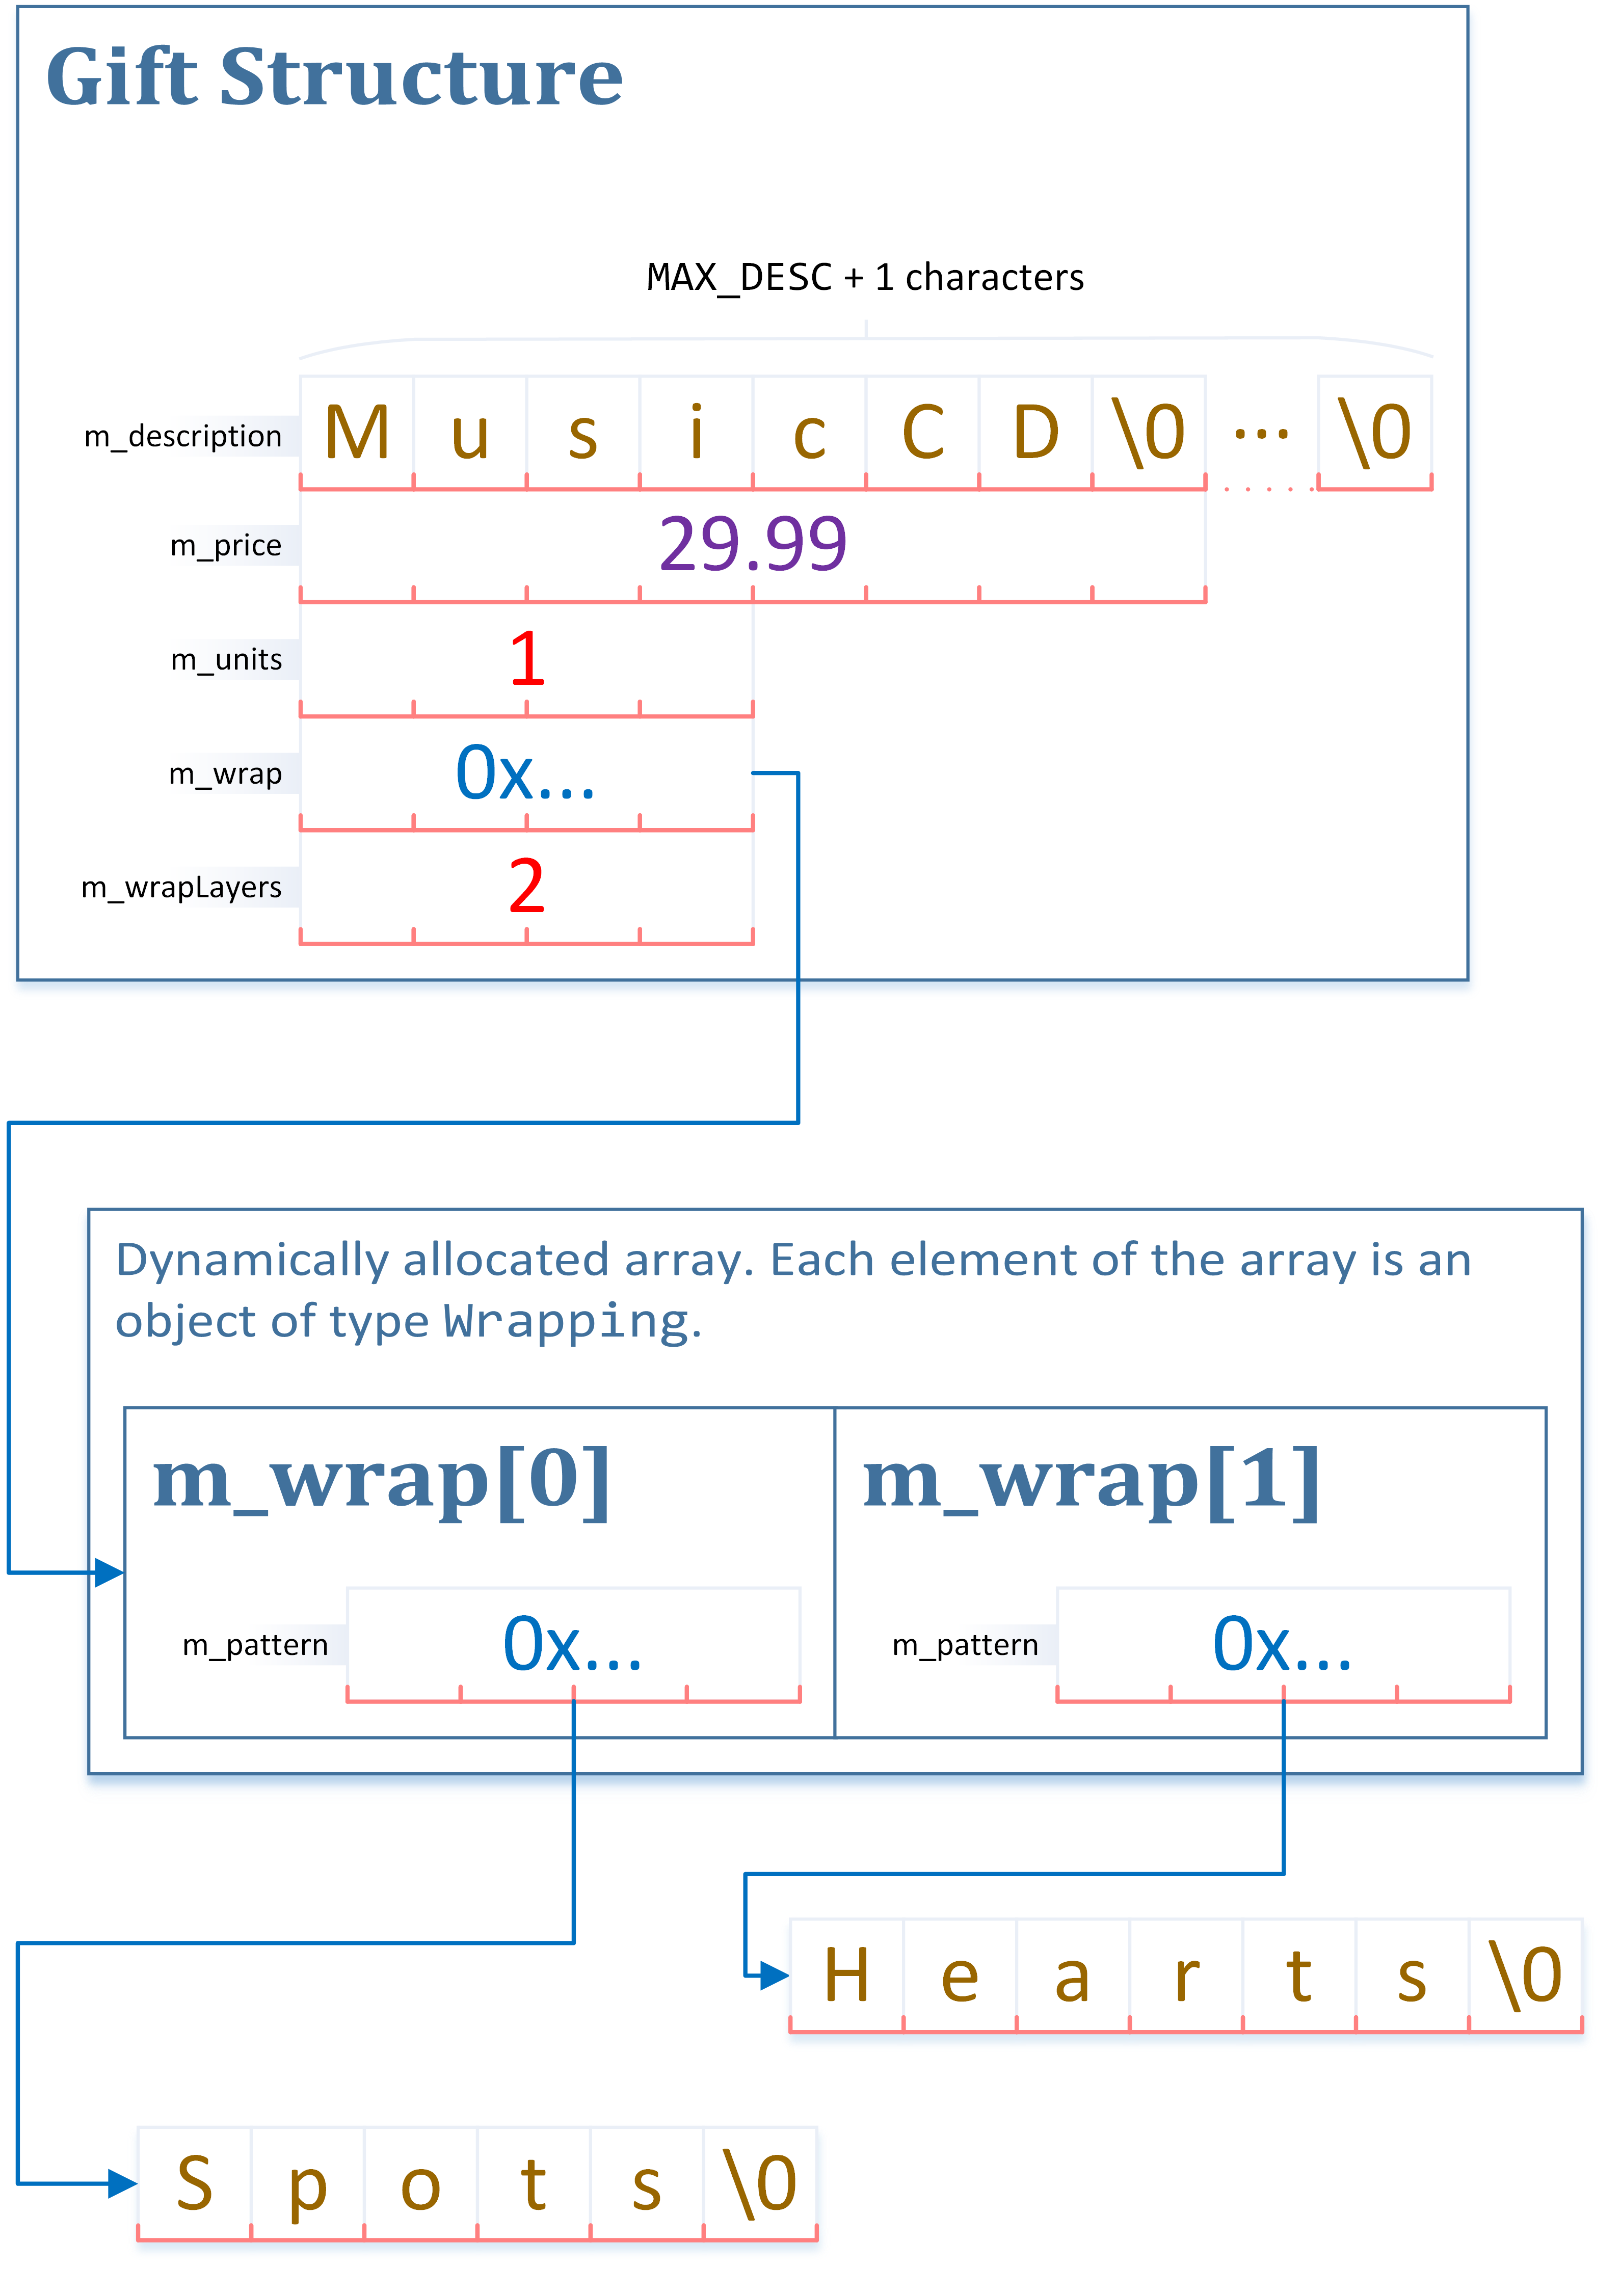 Gift Structure
MAX_DESC + 1 characters
m_description M u s i c C D \0 ... \0
m_price 29.99
m_units 1
m_wrap 0x...
m_wrapLayers 2
Dynamically allocated array. Each element of the array is an
object of type Wrapping.
m_wrap[0] m_wrap[1]
m_pattern 0x... m_pattern 0x...
H e a r t s \0
S p o t s \0